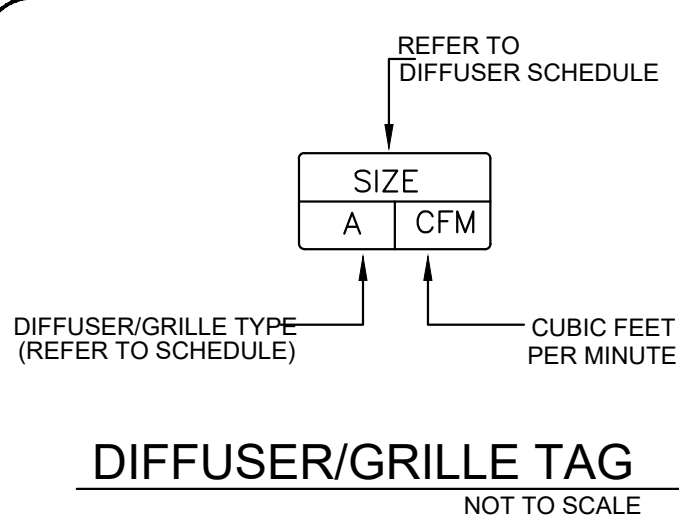 REFER TO
DIFFUSER SCHEDULE
SIZE
A CFM
DIFFUSER/GRILLE TYPE
(REFER TO SCHEDULE)
CUBIC FEET
PER MINUTE
DIFFUSER/GRILLE TAG
NOT TO SCALE